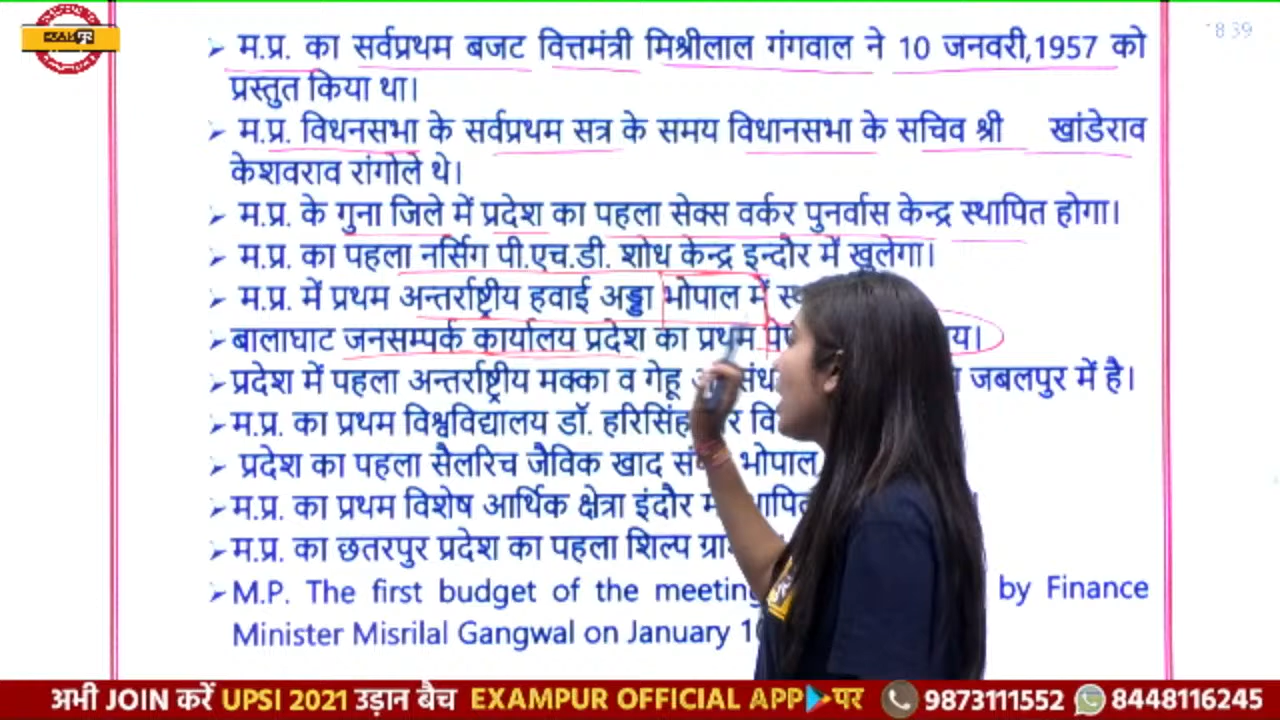 EXAMPUR
18 39
➢ म.प्र. का सर्वप्रथम बजट वित्तमंत्री मिश्रीलाल गंगवाल ने 10 जनवरी,1957 को
प्रस्तुत किया था।
➢ म.प्र. विधनसभा के सर्वप्रथम सत्र के समय विधानसभा के सचिव श्री खांडेराव
केशवराव रांगोले थे।
➢ म.प्र. के गुना जिले में प्रदेश का पहला सेक्स वर्कर पुनर्वास केन्द्र स्थापित होगा।
➢ म.प्र. का पहला नर्सिग पी.एच.डी. शोध केन्द्र इन्दौर में खुलेगा।
➢ म.प्र. में प्रथम अन्तर्राष्ट्रीय हवाई अड्डा भोपाल में
➢ बालाघाट जनसम्पर्क कार्यालय प्रदेश का प्रथम
➢ प्रदेश में पहला अन्तर्राष्ट्रीय मक्का व गेहू जबलपुर में है।
➢ म.प्र. का प्रथम विश्वविद्यालय डॉ. हरिसिंह
➢ प्रदेश का पहला सैलरिच जैविक खाद भोपाल
➢ म.प्र. का प्रथम विशेष आर्थिक क्षेत्रा इंदौर
➢ म.प्र. का छतरपुर प्रदेश का पहला शिल्प
➢ M.P. The first budget of the meeting by Finance
Minister Misrilal Gangwal on January
अभी JOIN करें UPSI 2021 उड़ान बैच EXAMPUR OFFICIAL APP पर 9873111552 8448116245